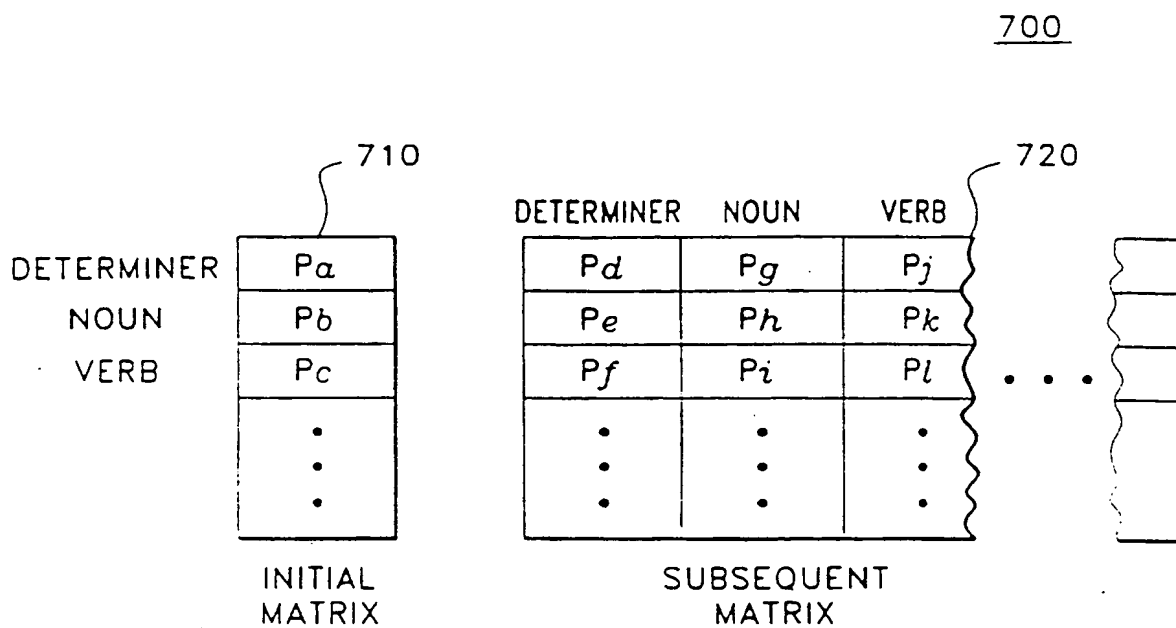 700
710
720
DETERMINER NOUN VERB
DETERMINER Pa Pd Pg Pj
NOUN Pb Pe Ph Pk
VERB Pc Pf Pi Pl
INITIAL MATRIX
SUBSEQUENT MATRIX